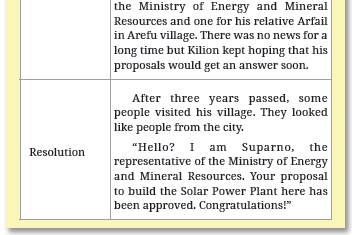 the Ministry of Energy and Mineral
Resources and one for his relative Arfail
in Arefu village. There was no news for a
long time but Kilion kept hoping that his
proposals would get an answer soon.
Resolution
After three years passed, some
people visited his village. They looked
like people from the city.
“Hello? I am Suparno, the
representative of the Ministry of Energy
and Mineral Resources. Your proposal
to build the Solar Power Plant here has
been approved. Congratulations!”